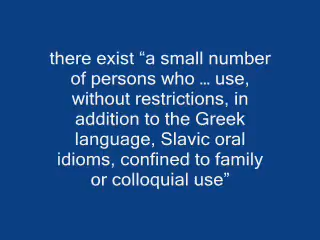 there exist “a small number
of persons who … use,
without restrictions, in
addition to the Greek
language, Slavic oral
idioms, confined to family
or colloquial use”